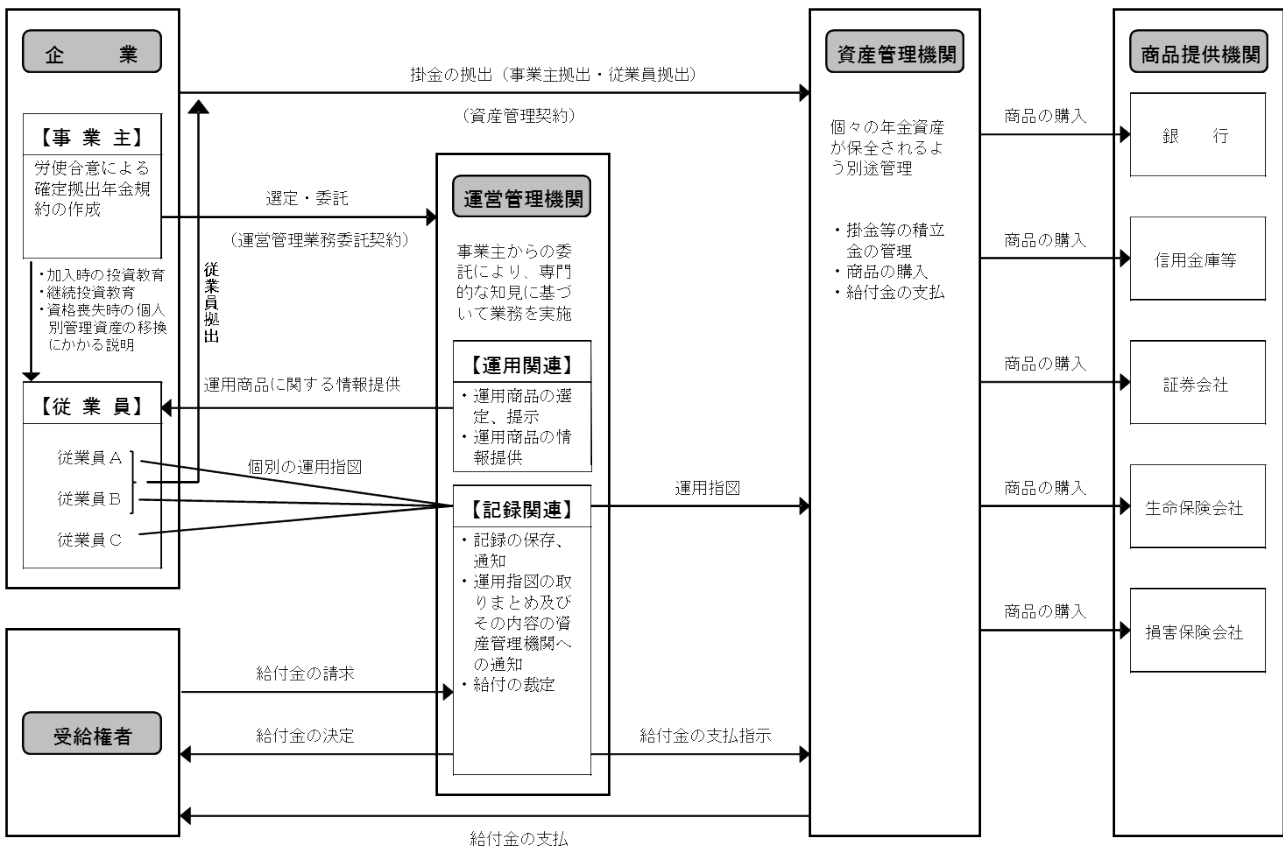 企　　業
【事 業 主】
労使合意による
確定拠出年金規
約の作成
・加入時の投資教育
・継続投資教育
・資格喪失時の個人
別管理資産の移換
にかかる説明
【従 業 員】
従業員A
従業員B
従業員C
従業員拠出
掛金の拠出（事業主拠出・従業員拠出）
（資産管理契約）
選定・委託
（運営管理業務委託契約）
運用商品に関する情報提供
個別の運用指図
運営管理機関
事業主からの委
託により、専門
的な知見に基づ
いて業務を実施
【運用関連】
・運用商品の選
定、提示
・運用商品の情
報提供
【記録関連】
・記録の保存、
通知
・運用指図の取
りまとめ及び
その内容の資
産管理機関へ
の通知
・給付の裁定
運用指図
受給権者
給付金の請求
給付金の決定
給付金の支払指示
給付金の支払
資産管理機関
個々の年金資産
が保全されるよ
う別途管理
・掛金等の積立
金の管理
・商品の購入
・給付金の支払
商品の購入
商品の購入
商品の購入
商品の購入
商品の購入
商品提供機関
銀　行
信用金庫等
証券会社
生命保険会社
損害保険会社